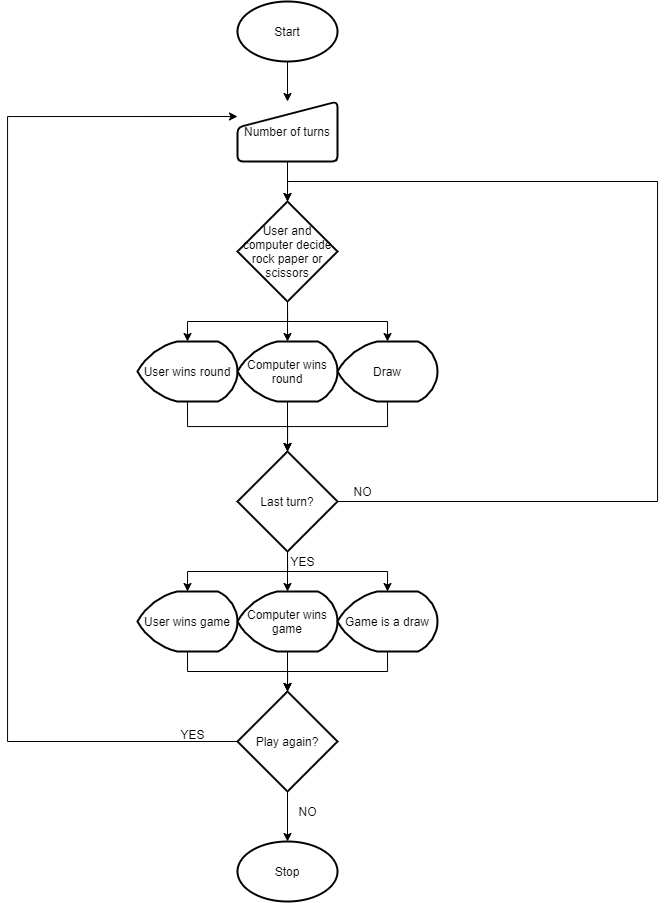 Start
Number of turns
User and
computer decide
rock paper or
scissors
User wins round
Computer wins
round
Draw
Last turn?
NO
YES
User wins game
Computer wins
game
Game is a draw
YES
Play again?
NO
Stop